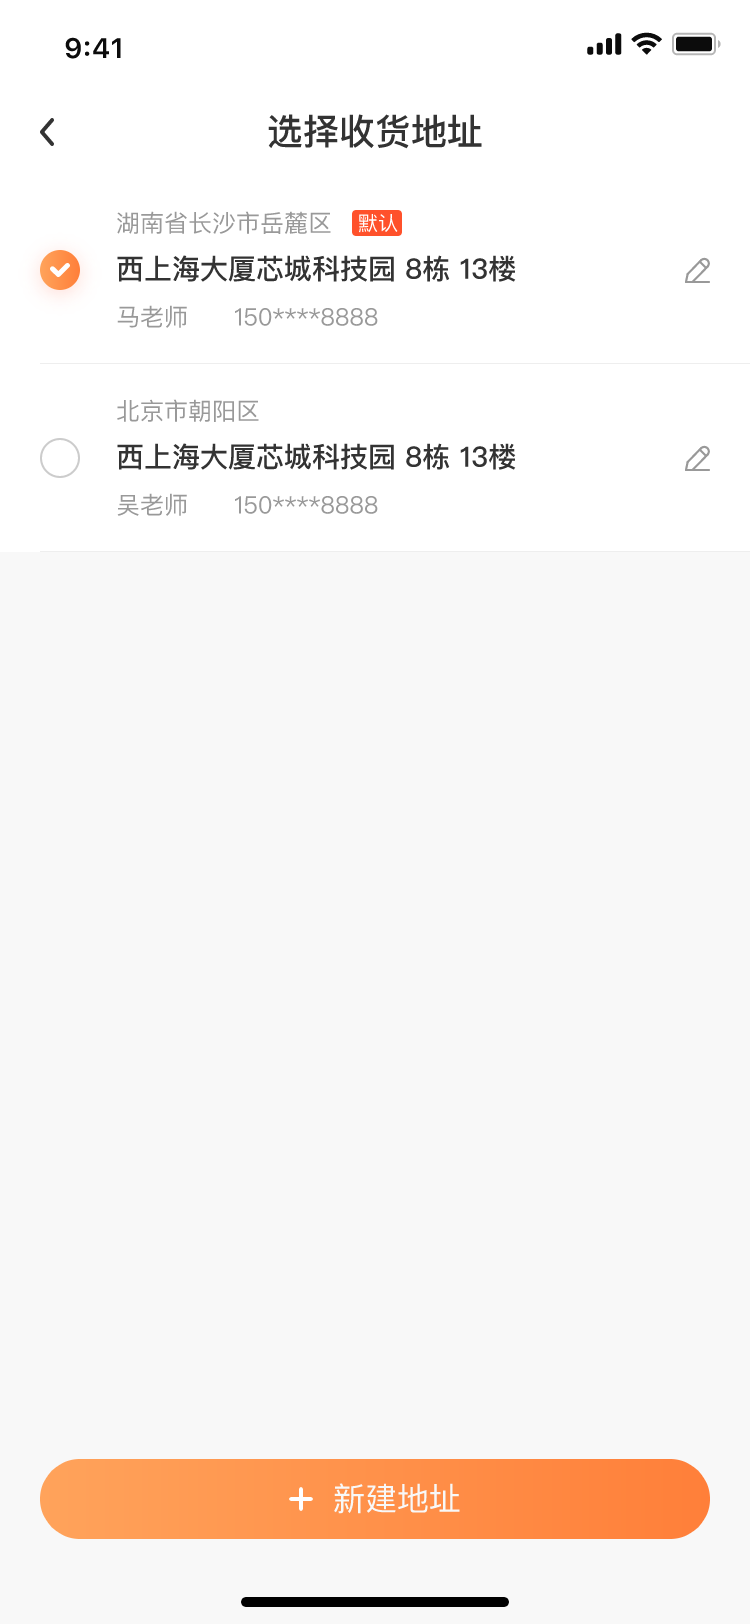 9:41
选择收货地址
湖南省长沙市岳麓区 默认
西上海大厦芯城科技园 8栋 13楼
马老师 150****8888
北京市朝阳区
西上海大厦芯城科技园 8栋 13楼
吴老师 150****8888
+ 新建地址